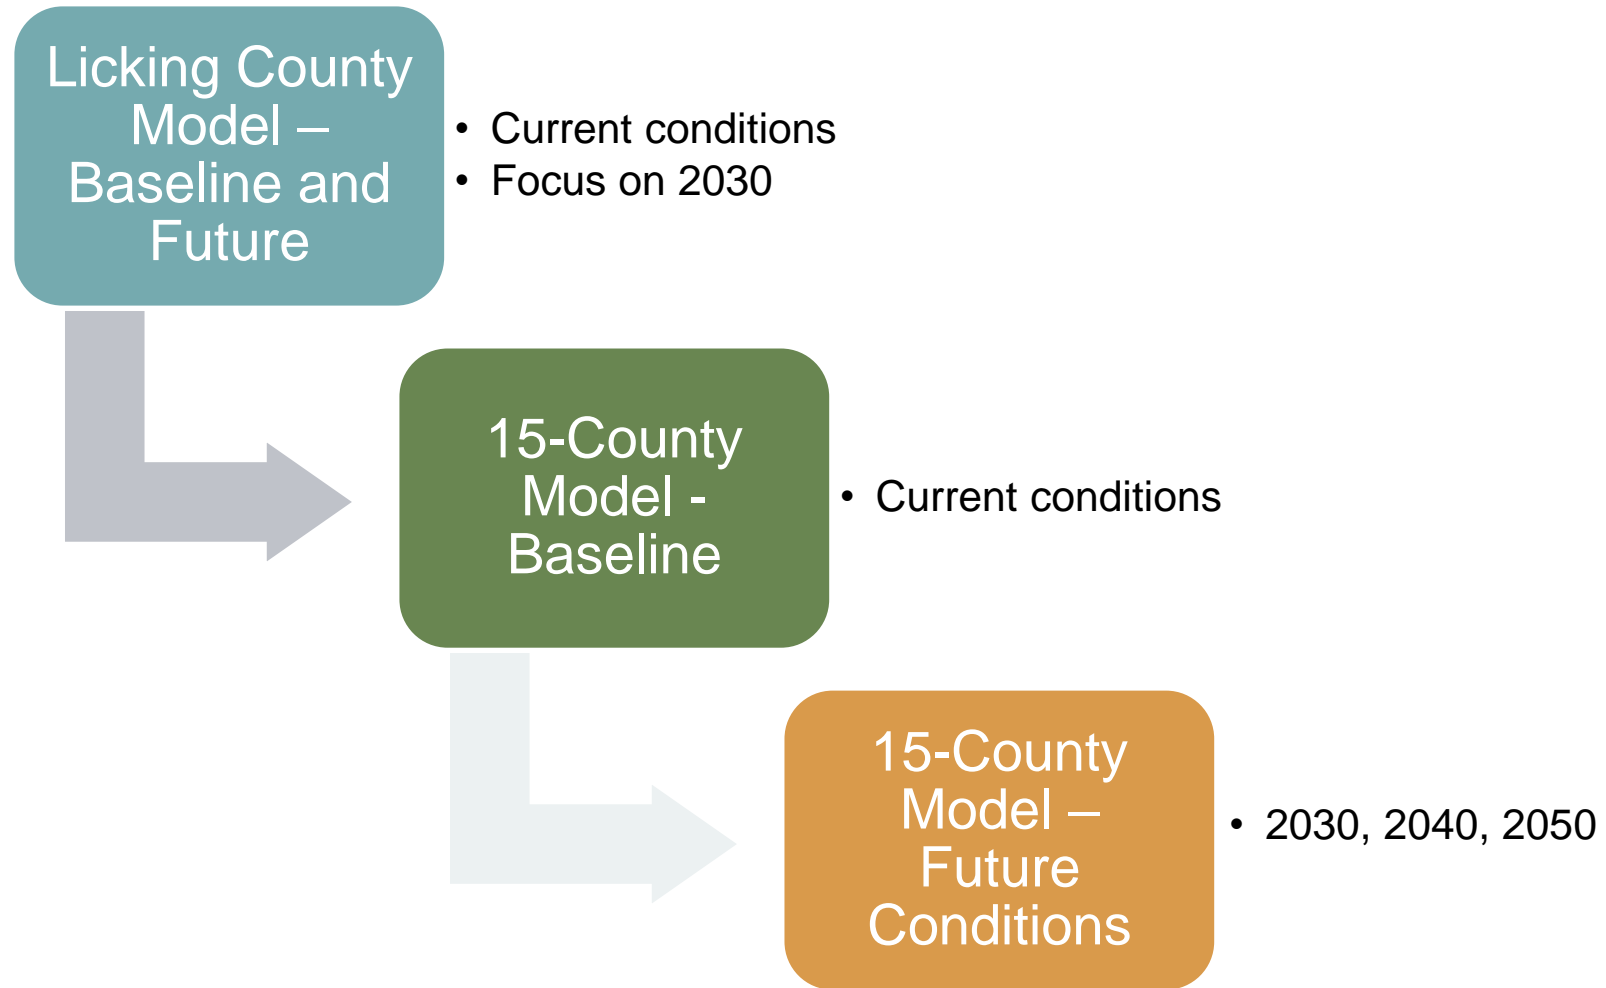 Licking County
Model –
Baseline and
Future
• Current conditions
• Focus on 2030
15-County
Model -
Baseline
• Current conditions
15-County
Model –
Future
Conditions
• 2030, 2040, 2050